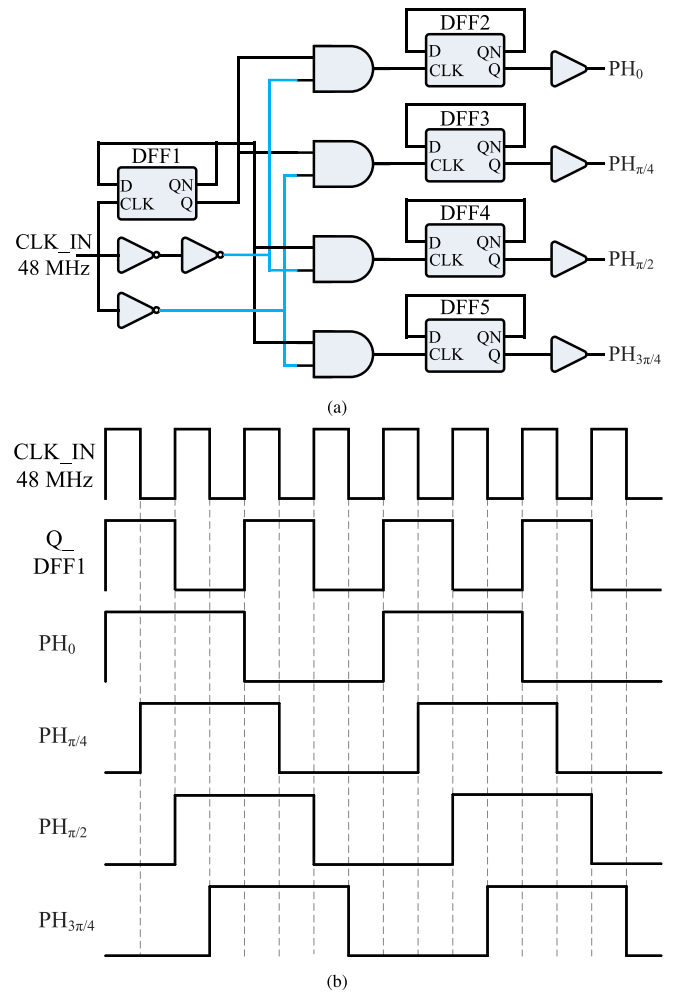 DFF2
D QN
CLK Q
PH0
DFF3
D QN
CLK Q
PHπ/4
DFF1
D QN
CLK Q
DFF4
D QN
CLK Q
PHπ/2
CLK_IN
48 MHz
DFF5
D QN
CLK Q
PH3π/4
(a)
CLK_IN
48 MHz
Q_
DFF1
PH0
PHπ/4
PHπ/2
PH3π/4
(b)